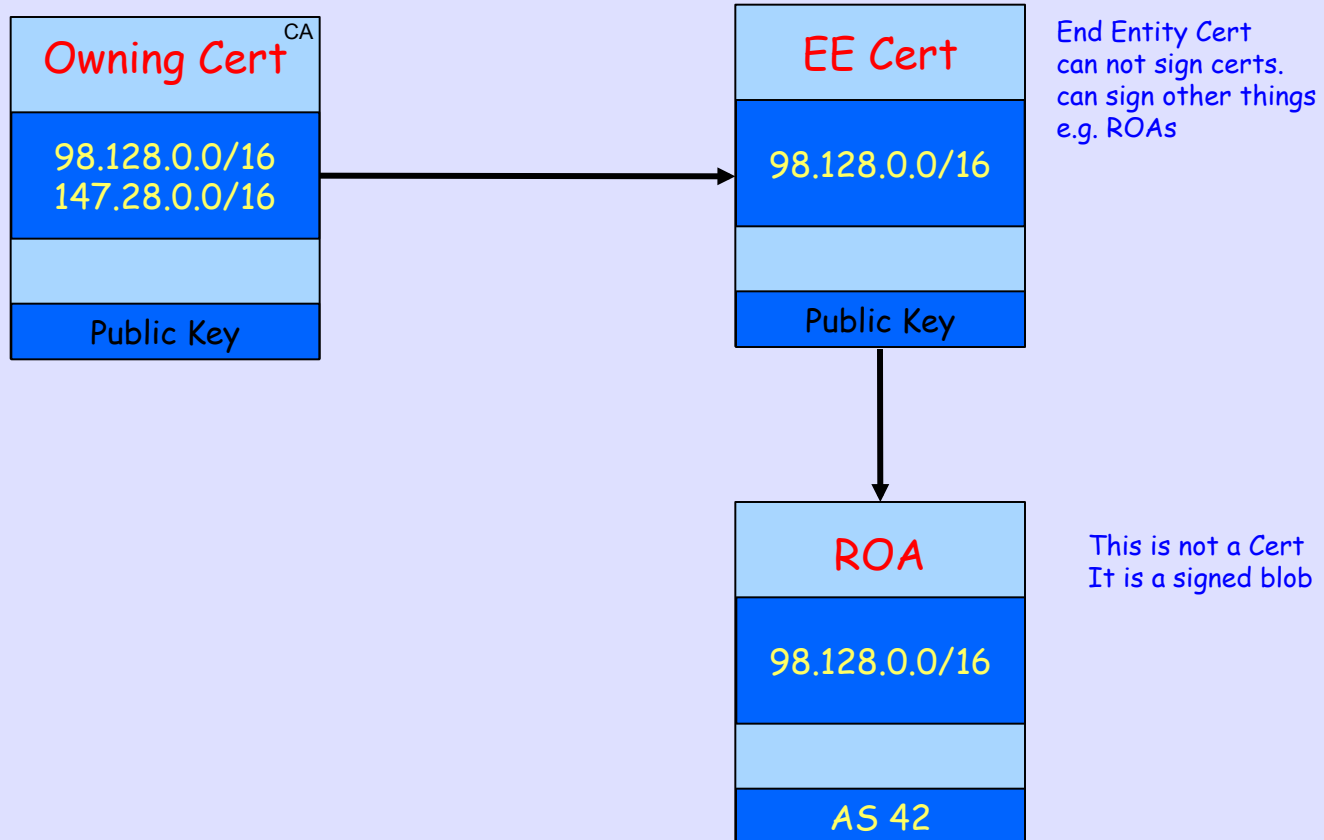 Owning Cert
CA
98.128.0.0/16
147.28.0.0/16
Public Key
EE Cert
98.128.0.0/16
Public Key
End Entity Cert
can not sign certs.
can sign other things
e.g. ROAs
ROA
98.128.0.0/16
AS 42
This is not a Cert
It is a signed blob